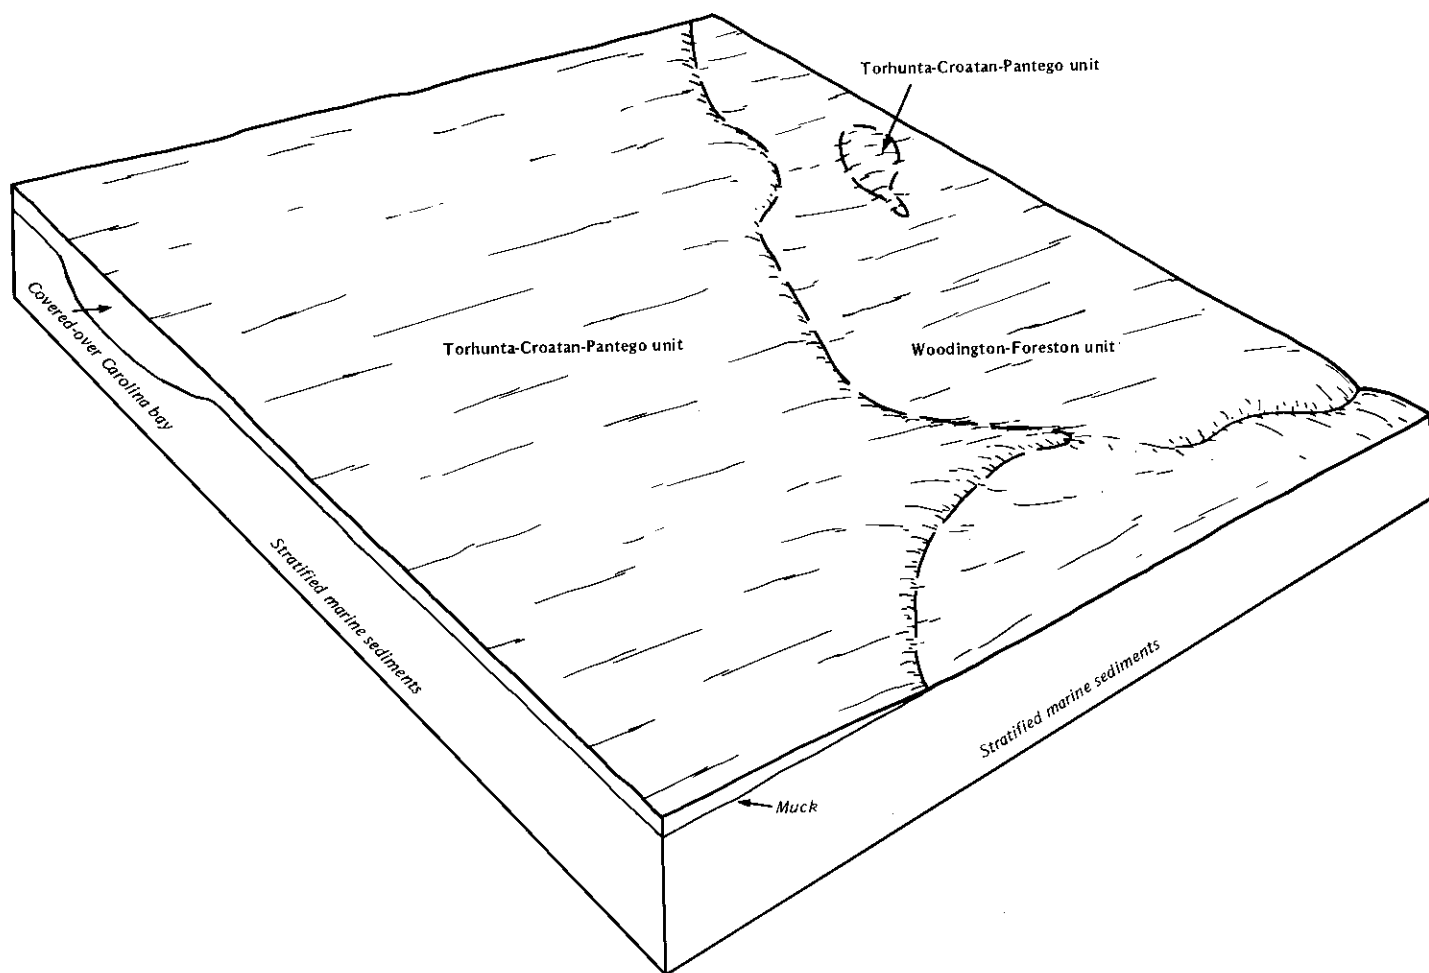 Torhunta-Croatan-Pantego unit
Torhunta-Croatan-Pantego unit
Woodington-Foreston unit
Covered-over Carolina bay
Stratified marine sediments
Stratified marine sediments
Muck